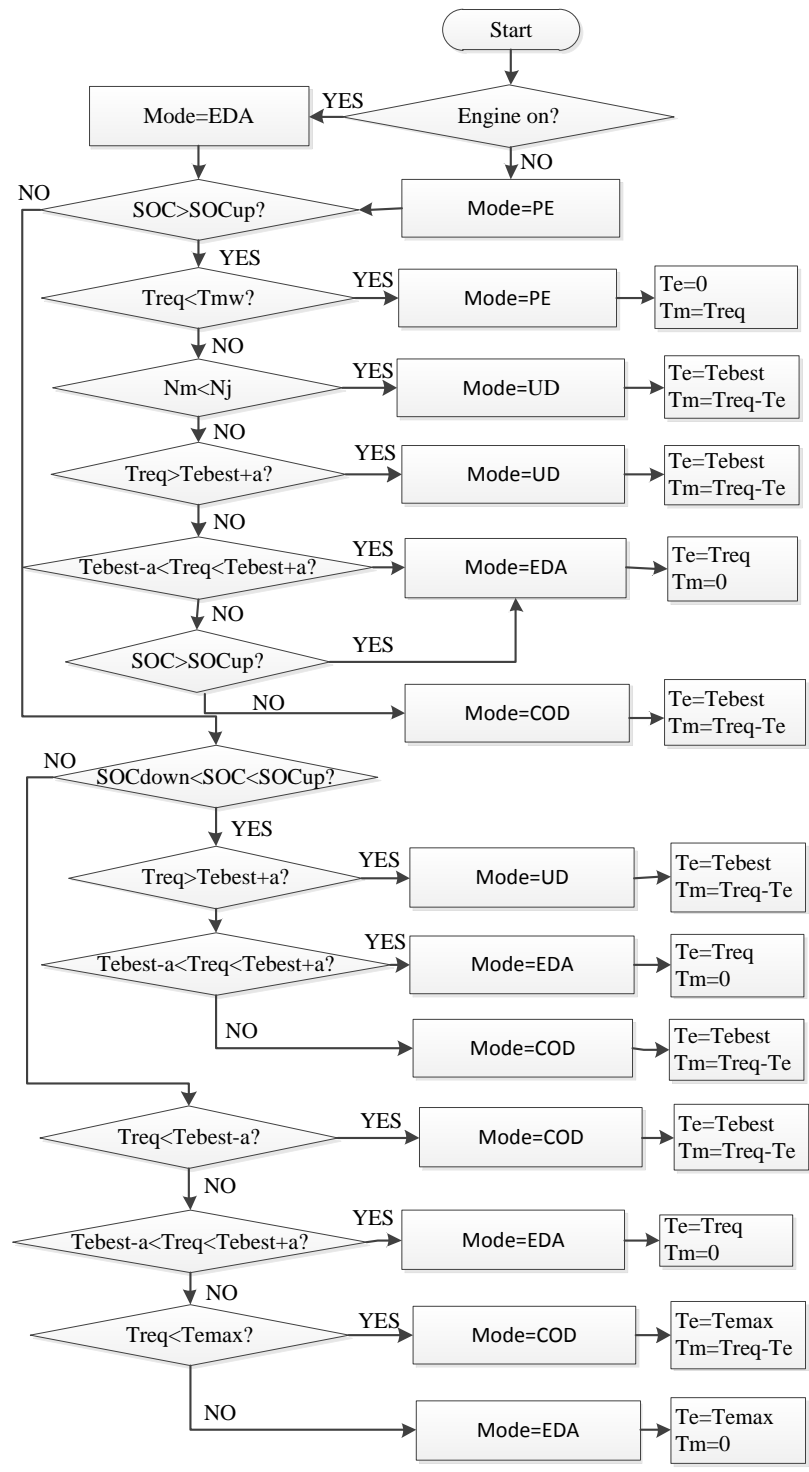 Start
Engine on?
YES
Mode=EDA
NO
Mode=PE
SOC>SOCup?
NO
YES
Treq<Tmw?
YES
Mode=PE
Te=0
Tm=Treq
NO
Nm<Nj
YES
Mode=UD
Te=Tebest
Tm=Treq-Te
NO
Treq>Tebest+a?
YES
Mode=UD
Te=Tebest
Tm=Treq-Te
NO
Tebest-a<Treq<Tebest+a?
YES
Mode=EDA
Te=Treq
Tm=0
NO
SOC>SOCup?
YES
NO
Mode=COD
Te=Tebest
Tm=Treq-Te
SOCdown<SOC<SOCup?
NO
YES
Treq>Tebest+a?
YES
Mode=UD
Te=Tebest
Tm=Treq-Te
Tebest-a<Treq<Tebest+a?
YES
Mode=EDA
Te=Treq
Tm=0
NO
Mode=COD
Te=Tebest
Tm=Treq-Te
Treq<Tebest-a?
YES
Mode=COD
Te=Tebest
Tm=Treq-Te
NO
Tebest-a<Treq<Tebest+a?
YES
Mode=EDA
Te=Treq
Tm=0
NO
Treq<Temax?
YES
Mode=COD
Te=Temax
Tm=Treq-Te
NO
Mode=EDA
Te=Temax
Tm=0